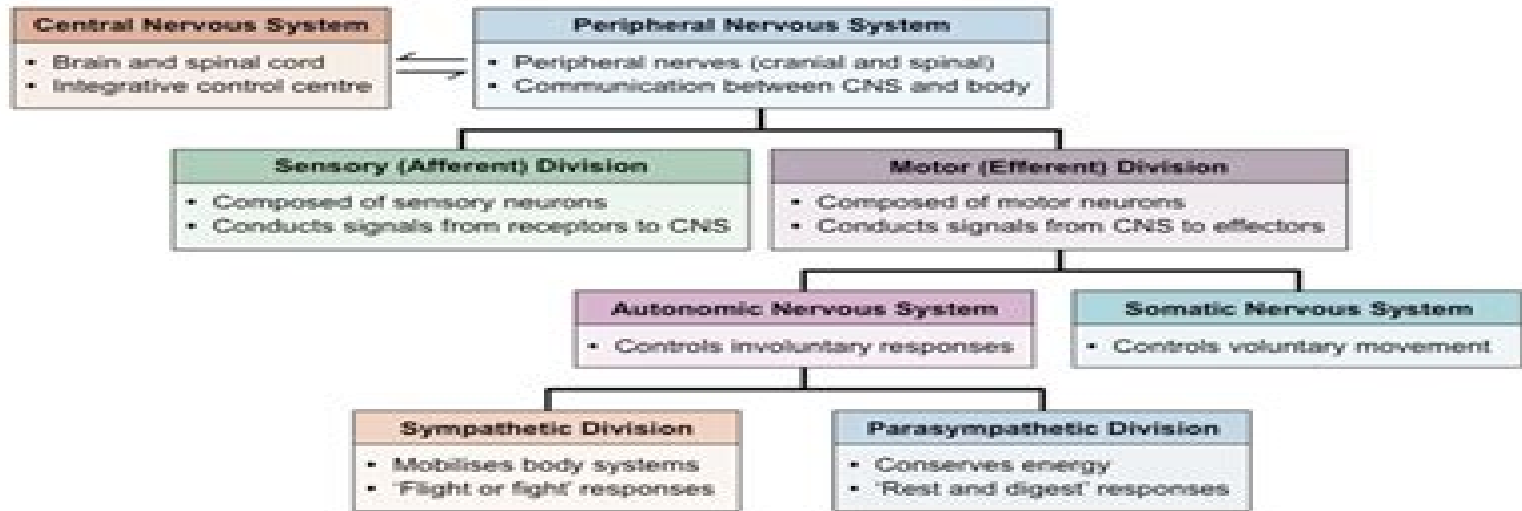 Central Nervous System
• Brain and spinal cord
• Integrative control centre
Peripheral Nervous System
• Peripheral nerves (cranial and spinal)
• Communication between CNS and body
Sensory (Afferent) Division
• Composed of sensory neurons
• Conducts signals from receptors to CNS
Motor (Efferent) Division
• Composed of motor neurons
• Conducts signals from CNS to effectors
Autonomic Nervous System
• Controls involuntary responses
Somatic Nervous System
• Controls voluntary movement
Sympathetic Division
• Mobilises body systems
• ‘Flight or fight’ responses
Parasympathetic Division
• Conserves energy
• ‘Rest and digest’ responses